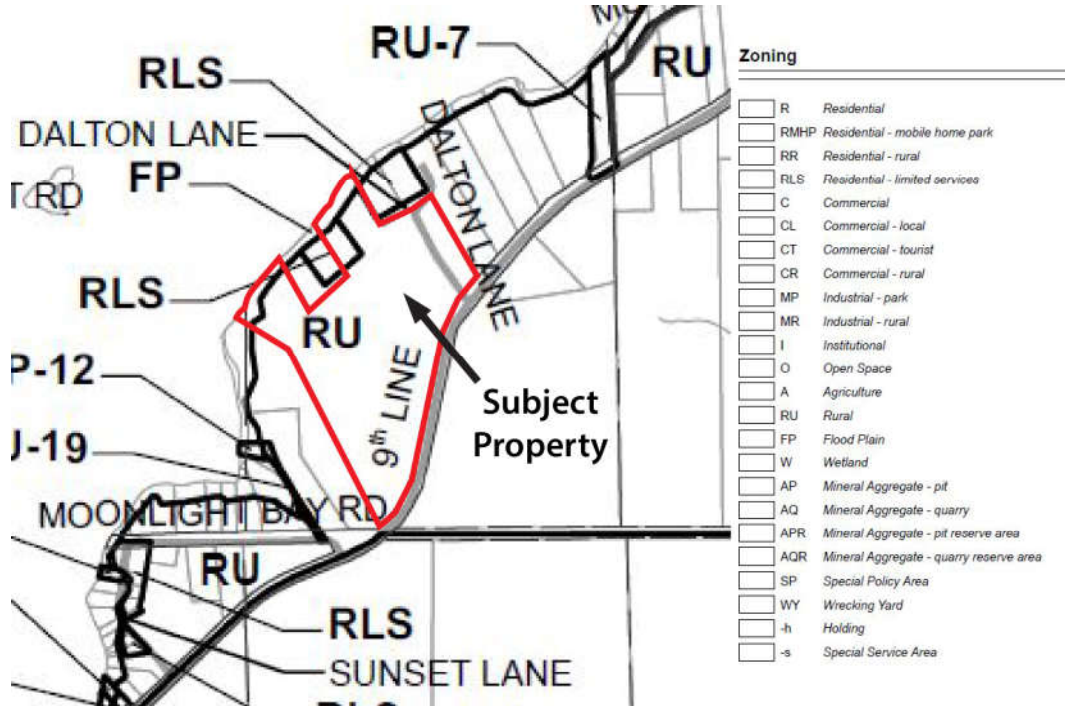 MO
RU-7
RU
RLS
DALTON LANE
DALTON LANE
FP
T RD
RLS
RU
P-12
9th LINE
Subject
Property
J-19
MOONLIGHT BAY RD
RU
RLS
SUNSET LANE
RLS
Zoning
R Residential
RMHP Residential - mobile home park
RR Residential - rural
RLS Residential - limited services
C Commercial
CL Commercial - local
CT Commercial - tourist
CR Commercial - rural
MP Industrial - park
MR Industrial - rural
I Institutional
O Open Space
A Agriculture
RU Rural
FP Flood Plain
W Wetland
AP Mineral Aggregate - pit
AQ Mineral Aggregate - quarry
APR Mineral Aggregate - pit reserve area
AQR Mineral Aggregate - quarry reserve area
SP Special Policy Area
WY Wrecking Yard
-h Holding
-s Special Service Area